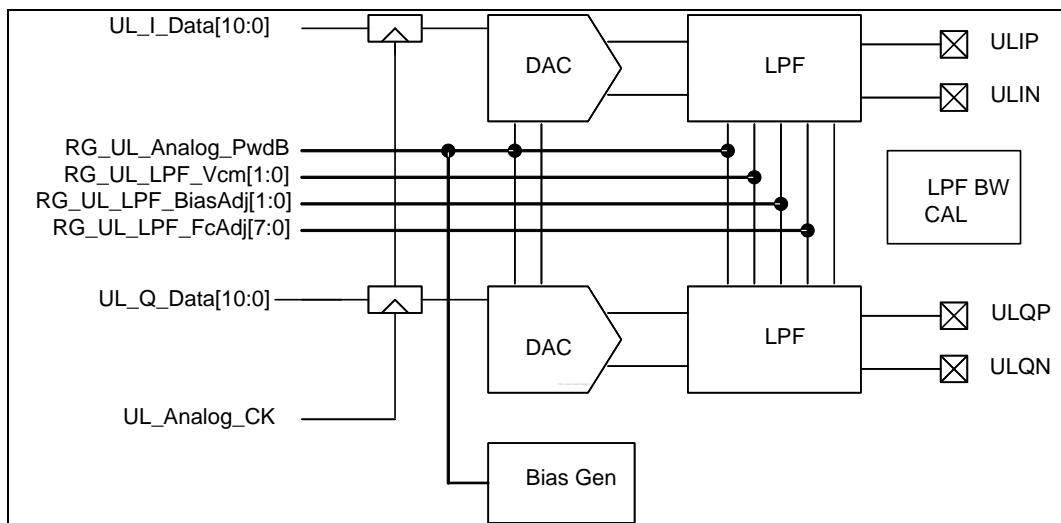 UL_I_Data[10:0]
DAC
LPF
ULIP
ULIN
RG_UL_Analog_PwdB
RG_UL_LPF_Vcm[1:0]
RG_UL_LPF_BiasAdj[1:0]
RG_UL_LPF_FcAdj[7:0]
LPF BW
CAL
UL_Q_Data[10:0]
DAC
LPF
ULQP
ULQN
UL_Analog_CK
Bias Gen